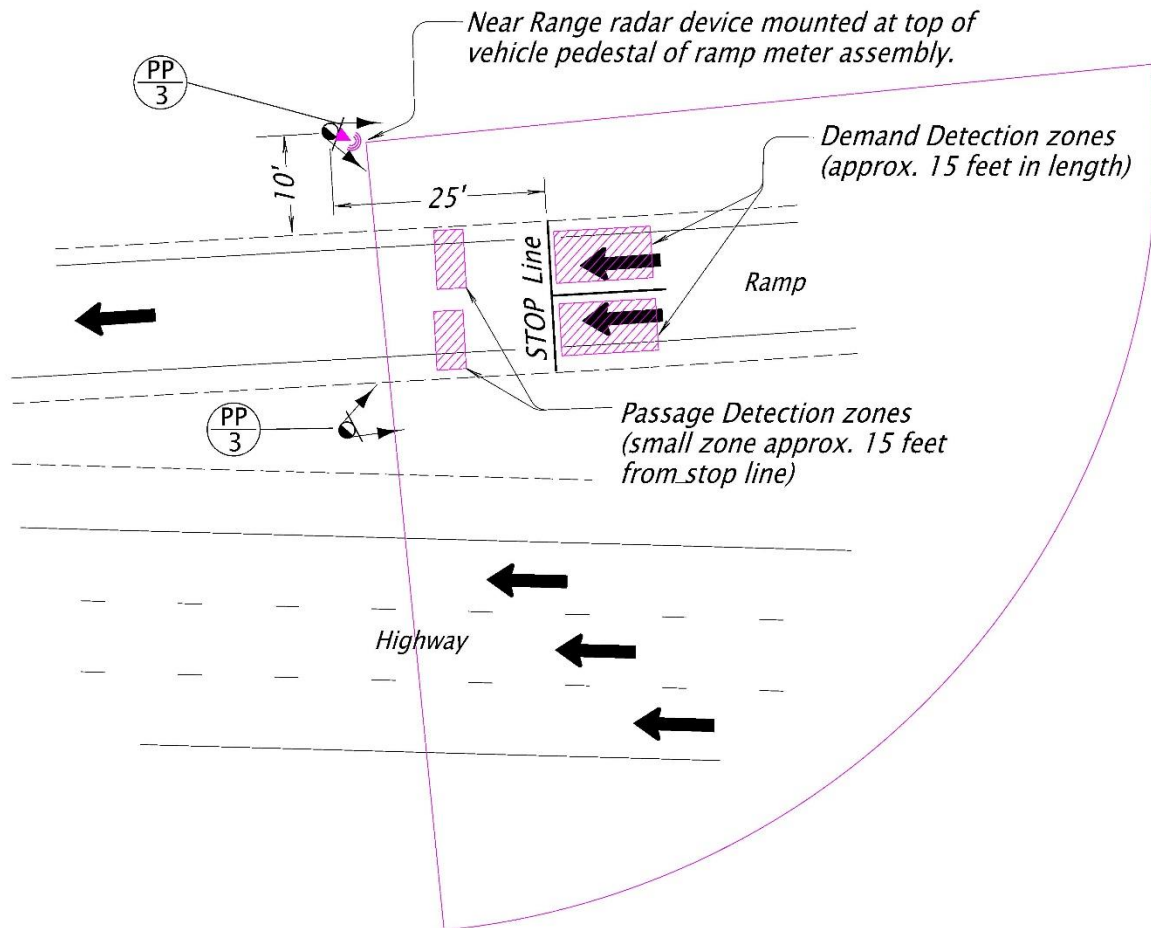 Near Range radar device mounted at top of
vehicle pedestal of ramp meter assembly.
PP
3
Demand Detection zones
(approx. 15 feet in length)
10'
25'
STOP Line
Ramp
Passage Detection zones
(small zone approx. 15 feet
from stop line)
PP
3
Highway